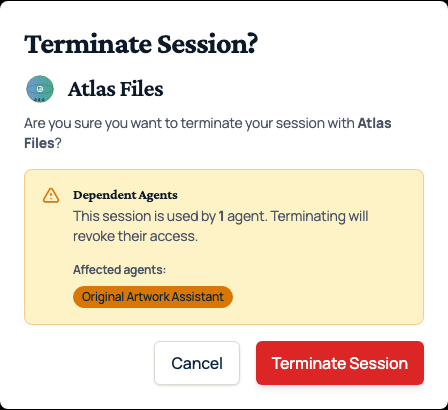 Terminate Session?
Atlas Files
Are you sure you want to terminate your session with Atlas
Files?
Dependent Agents
This session is used by 1 agent. Terminating will
revoke their access.
Affected agents:
Original Artwork Assistant
Cancel
Terminate Session